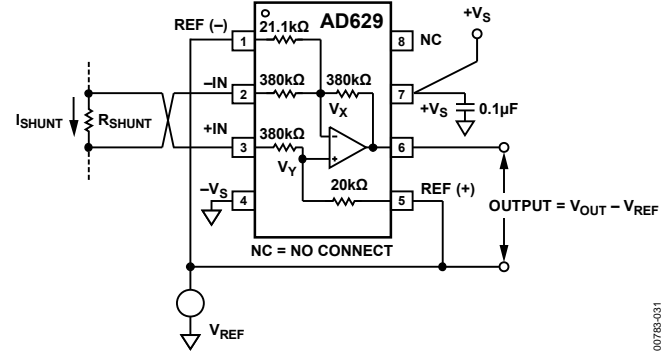 REF (–)
21.1kΩ
AD629
+VS
1
8
NC
–IN
380kΩ
380kΩ
2
7
ISHUNT
RSHUNT
VX
+VS
0.1µF
+IN
380kΩ
3
6
VY
–
+
–VS
20kΩ
REF (+)
4
5
OUTPUT = VOUT – VREF
NC = NO CONNECT
VREF
00783-031